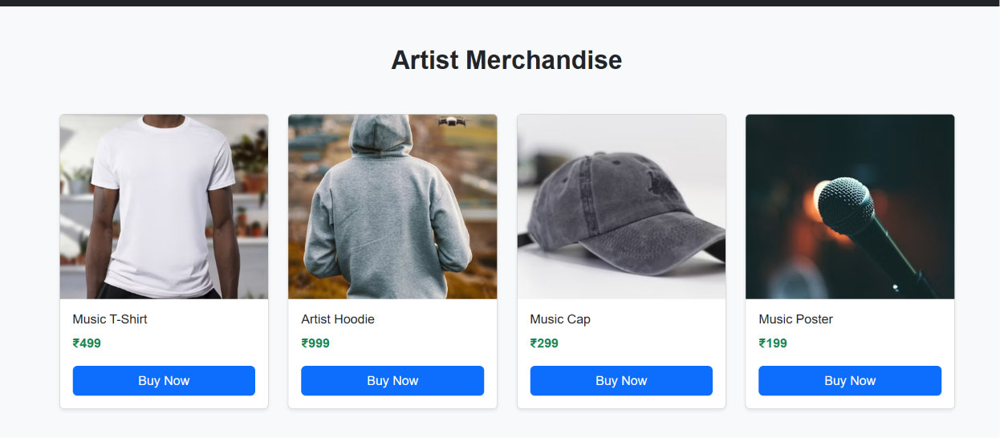 Artist Merchandise
Music T-Shirt
₹499
Buy Now
Artist Hoodie
₹999
Buy Now
Music Cap
₹299
Buy Now
Music Poster
₹199
Buy Now